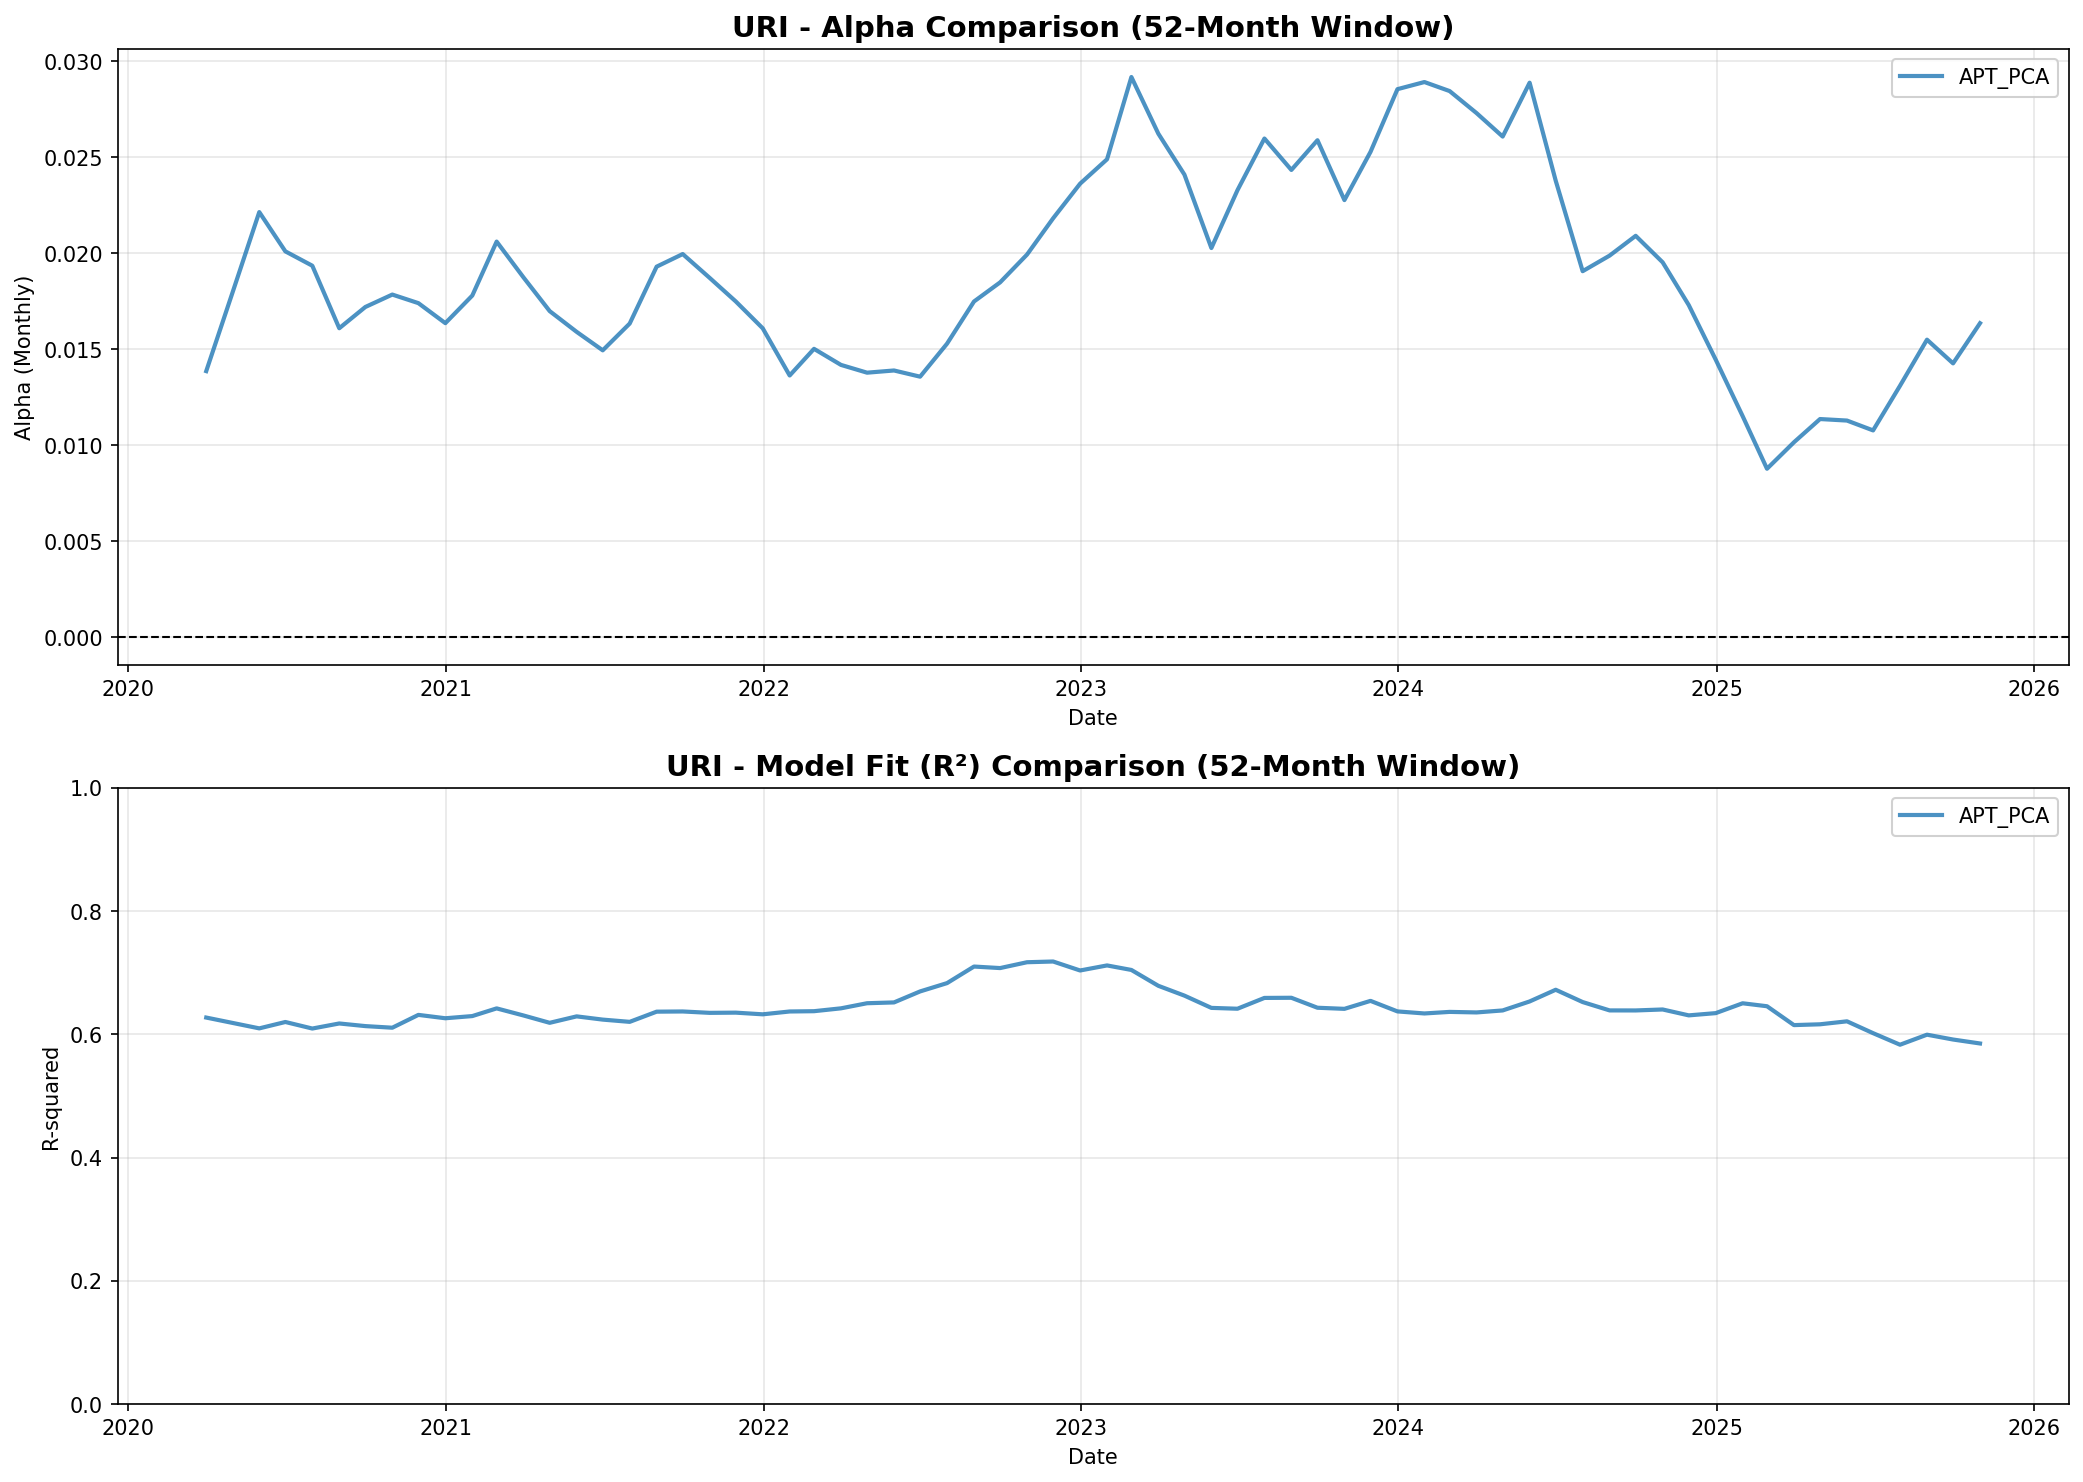 URI - Alpha Comparison (52-Month Window)
APT_PCA
Alpha (Monthly)
0.030
0.025
0.020
0.015
0.010
0.005
0.000
2020 2021 2022 2023 2024 2025 2026
Date
URI - Model Fit (R²) Comparison (52-Month Window)
APT_PCA
R-squared
1.0
0.8
0.6
0.4
0.2
0.0
2020 2021 2022 2023 2024 2025 2026
Date